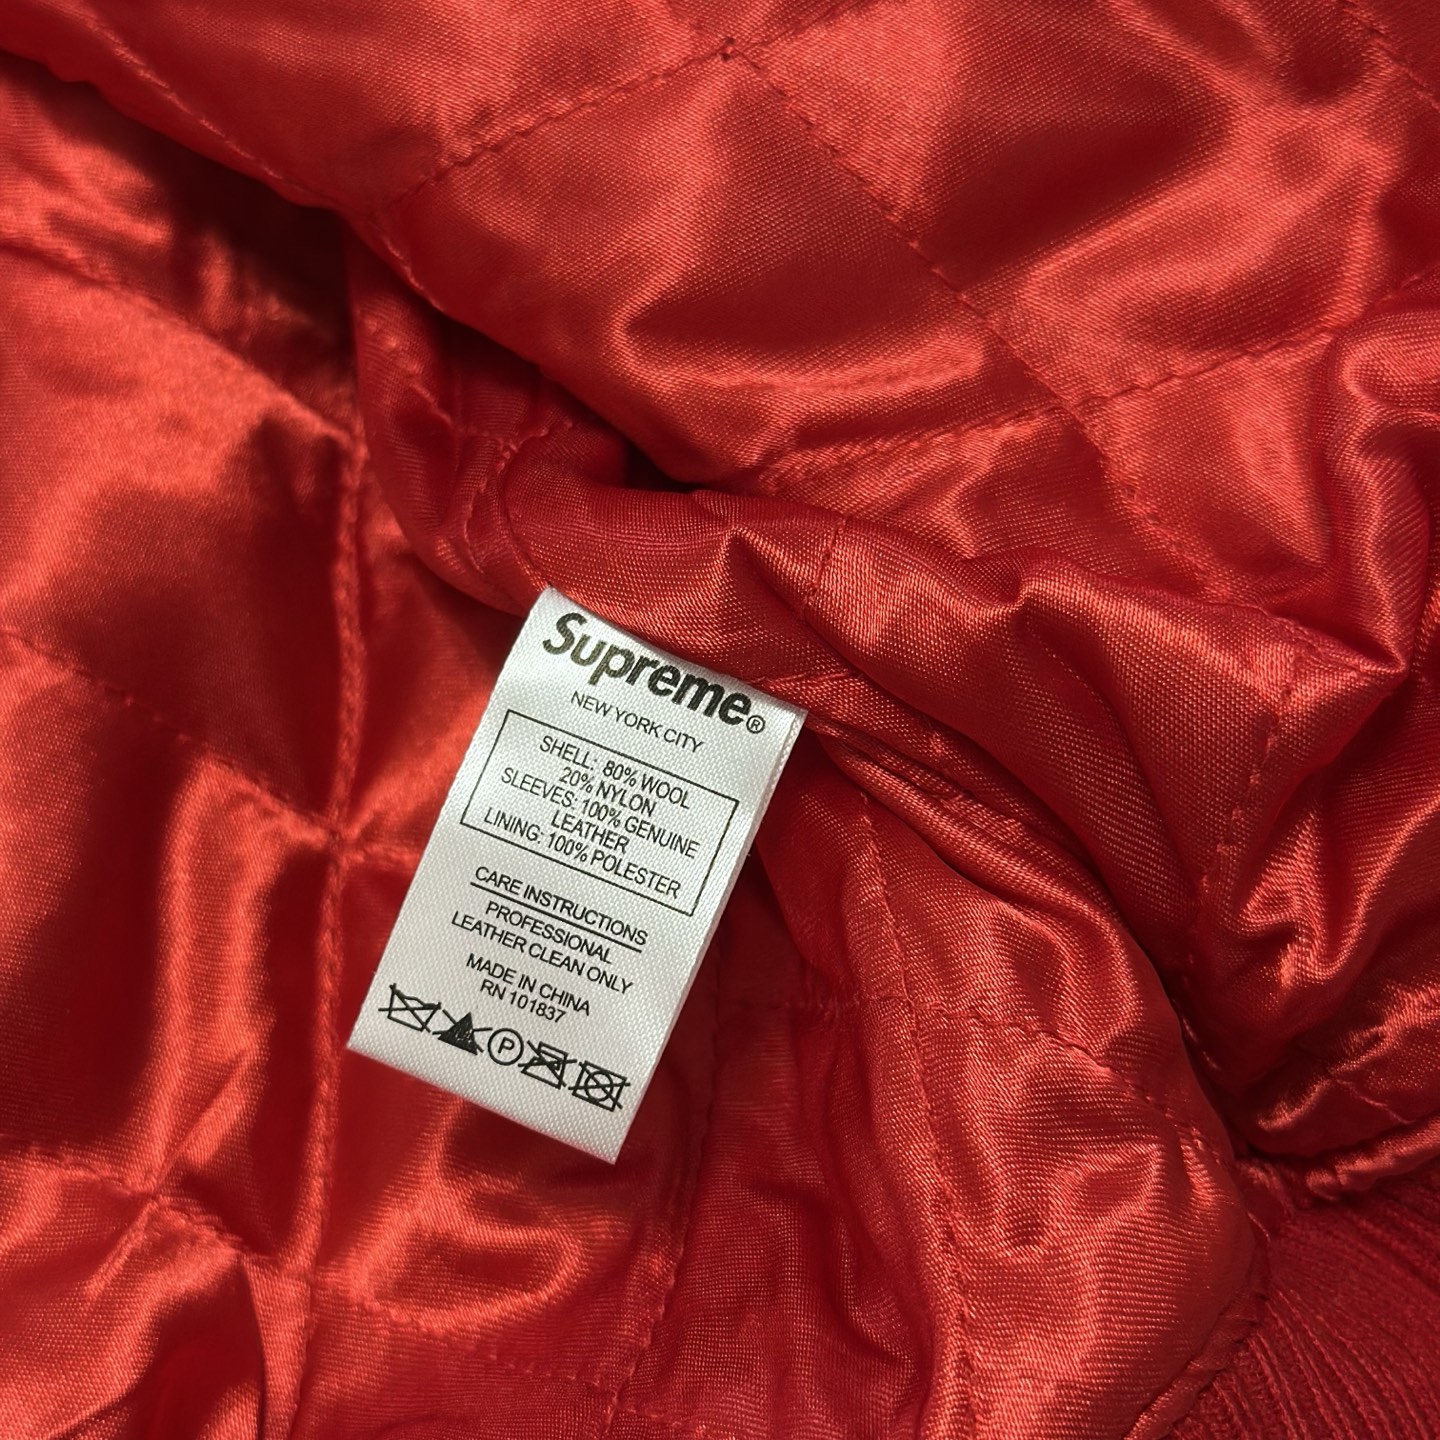 Supreme®
NEW YORK CITY
SHELL: 80% WOOL
20% NYLON
SLEEVES: 100% GENUINE
LEATHER
LINING: 100% POLESTER
CARE INSTRUCTIONS
PROFESSIONAL
LEATHER CLEAN ONLY
MADE IN CHINA
RN 101837
P